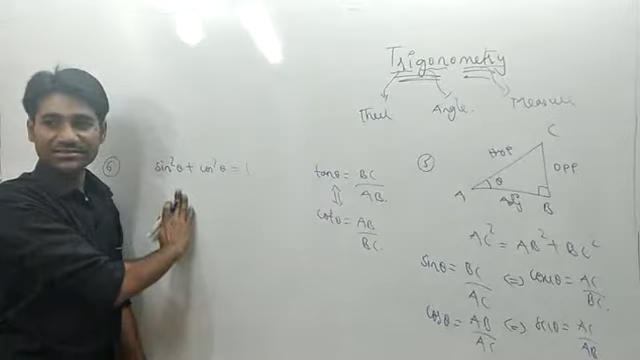 Trigonometry
Three Angle. Measure
⑥ sin²θ + cos²θ = 1
tanθ = BC/AB
⇕
cotθ = AB/BC
⑤
C
HYP OPP
A θ Adj B
AC² = AB² + BC²
sinθ = BC/AC ⇔ cosecθ = AC/BC.
cosθ = AB/AC ⇔ secθ = AC/AB